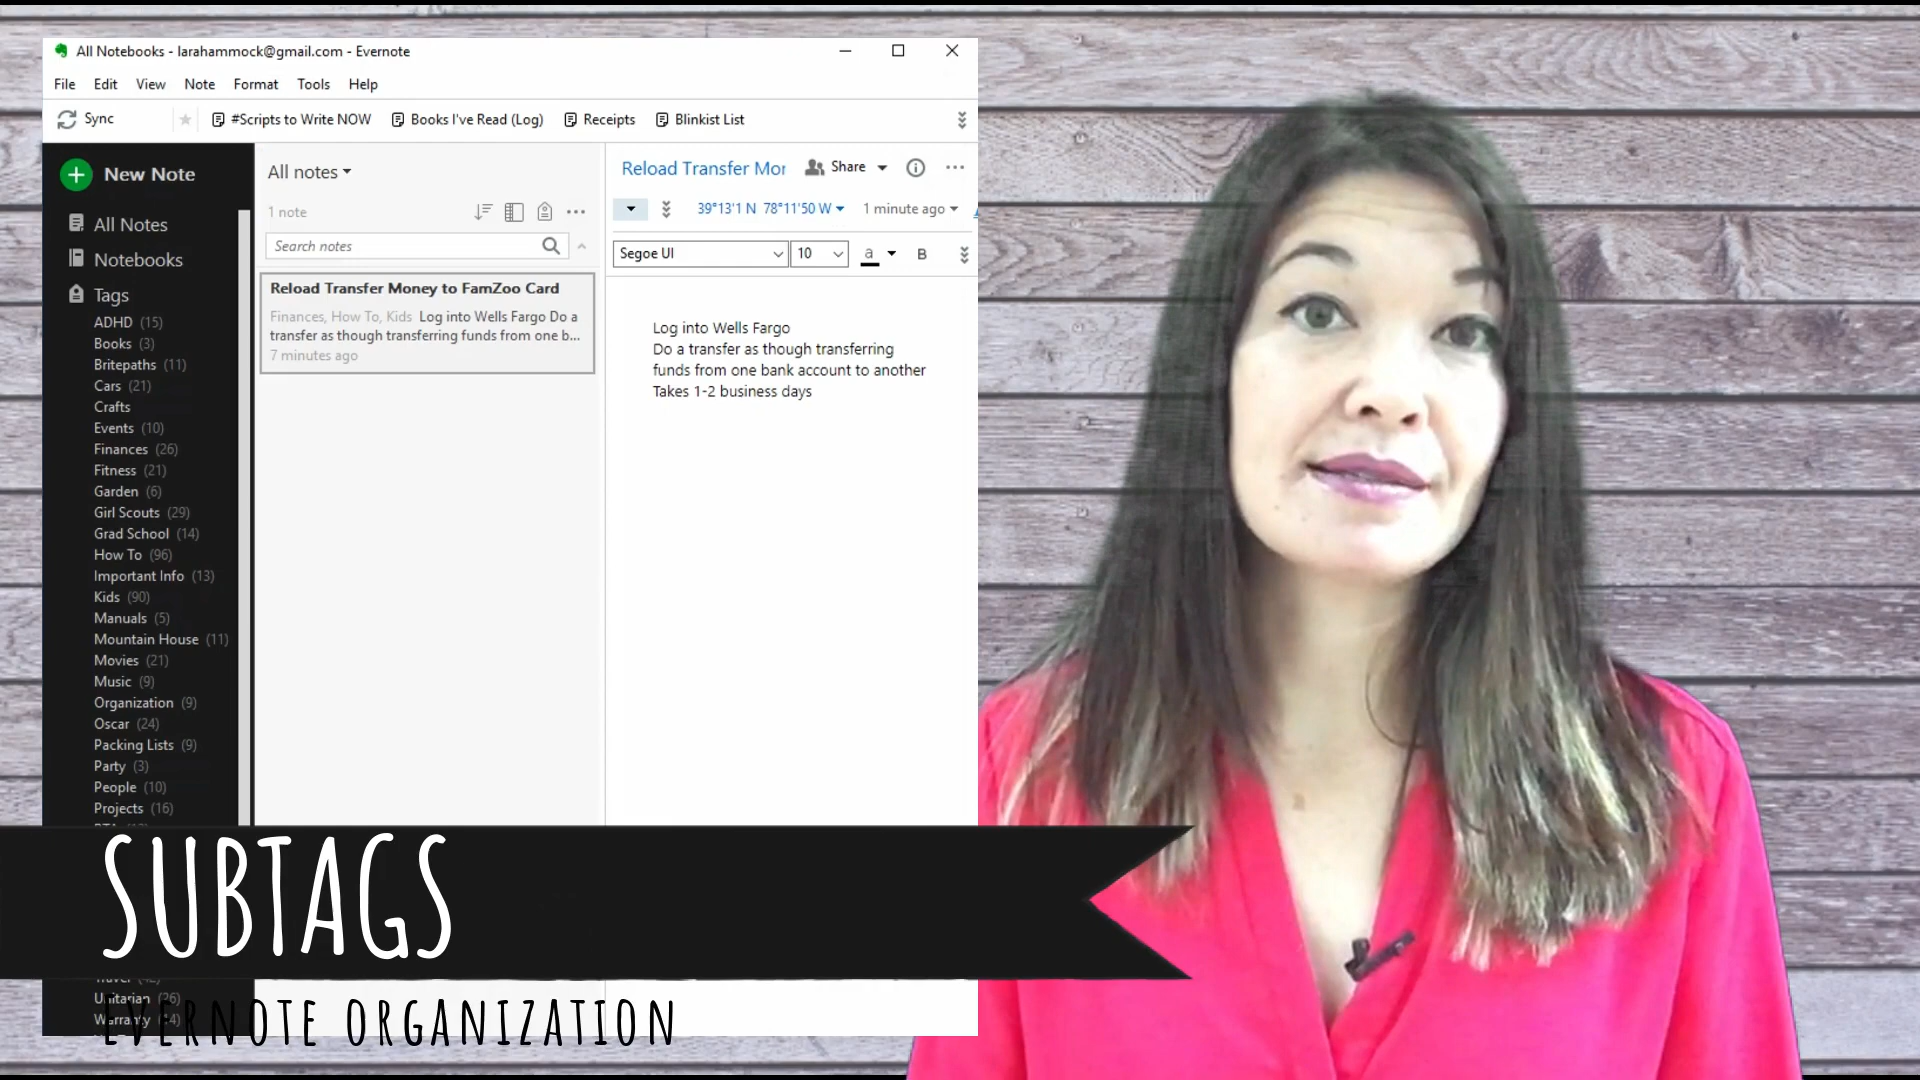 All Notebooks - larahammock@gmail.com - Evernote
File Edit View Note Format Tools Help
Sync #Scripts to Write NOW Books I've Read (Log) Receipts Blinkist List
New Note
All Notes
Notebooks
Tags
ADHD (15)
Books (3)
Britepaths (11)
Cars (21)
Crafts
Events (10)
Finances (26)
Fitness (21)
Garden (6)
Girl Scouts (29)
Grad School (14)
How To (96)
Important Info (13)
Kids (90)
Manuals (5)
Mountain House (11)
Movies (21)
Music (9)
Organization (9)
Oscar (24)
Packing Lists (9)
Party (3)
People (10)
Projects (16)
Unitarian (26)
Warranty (14)
All notes
1 note
Search notes
Reload Transfer Money to FamZoo Card
Finances, How To, Kids Log into Wells Fargo Do a
transfer as though transferring funds from one b...
7 minutes ago
Reload Transfer Mor Share
39°13'1 N 78°11'50 W 1 minute ago
Segoe UI 10 a B
Log into Wells Fargo
Do a transfer as though transferring
funds from one bank account to another
Takes 1-2 business days
SUBTAGS
EVERNOTE ORGANIZATION